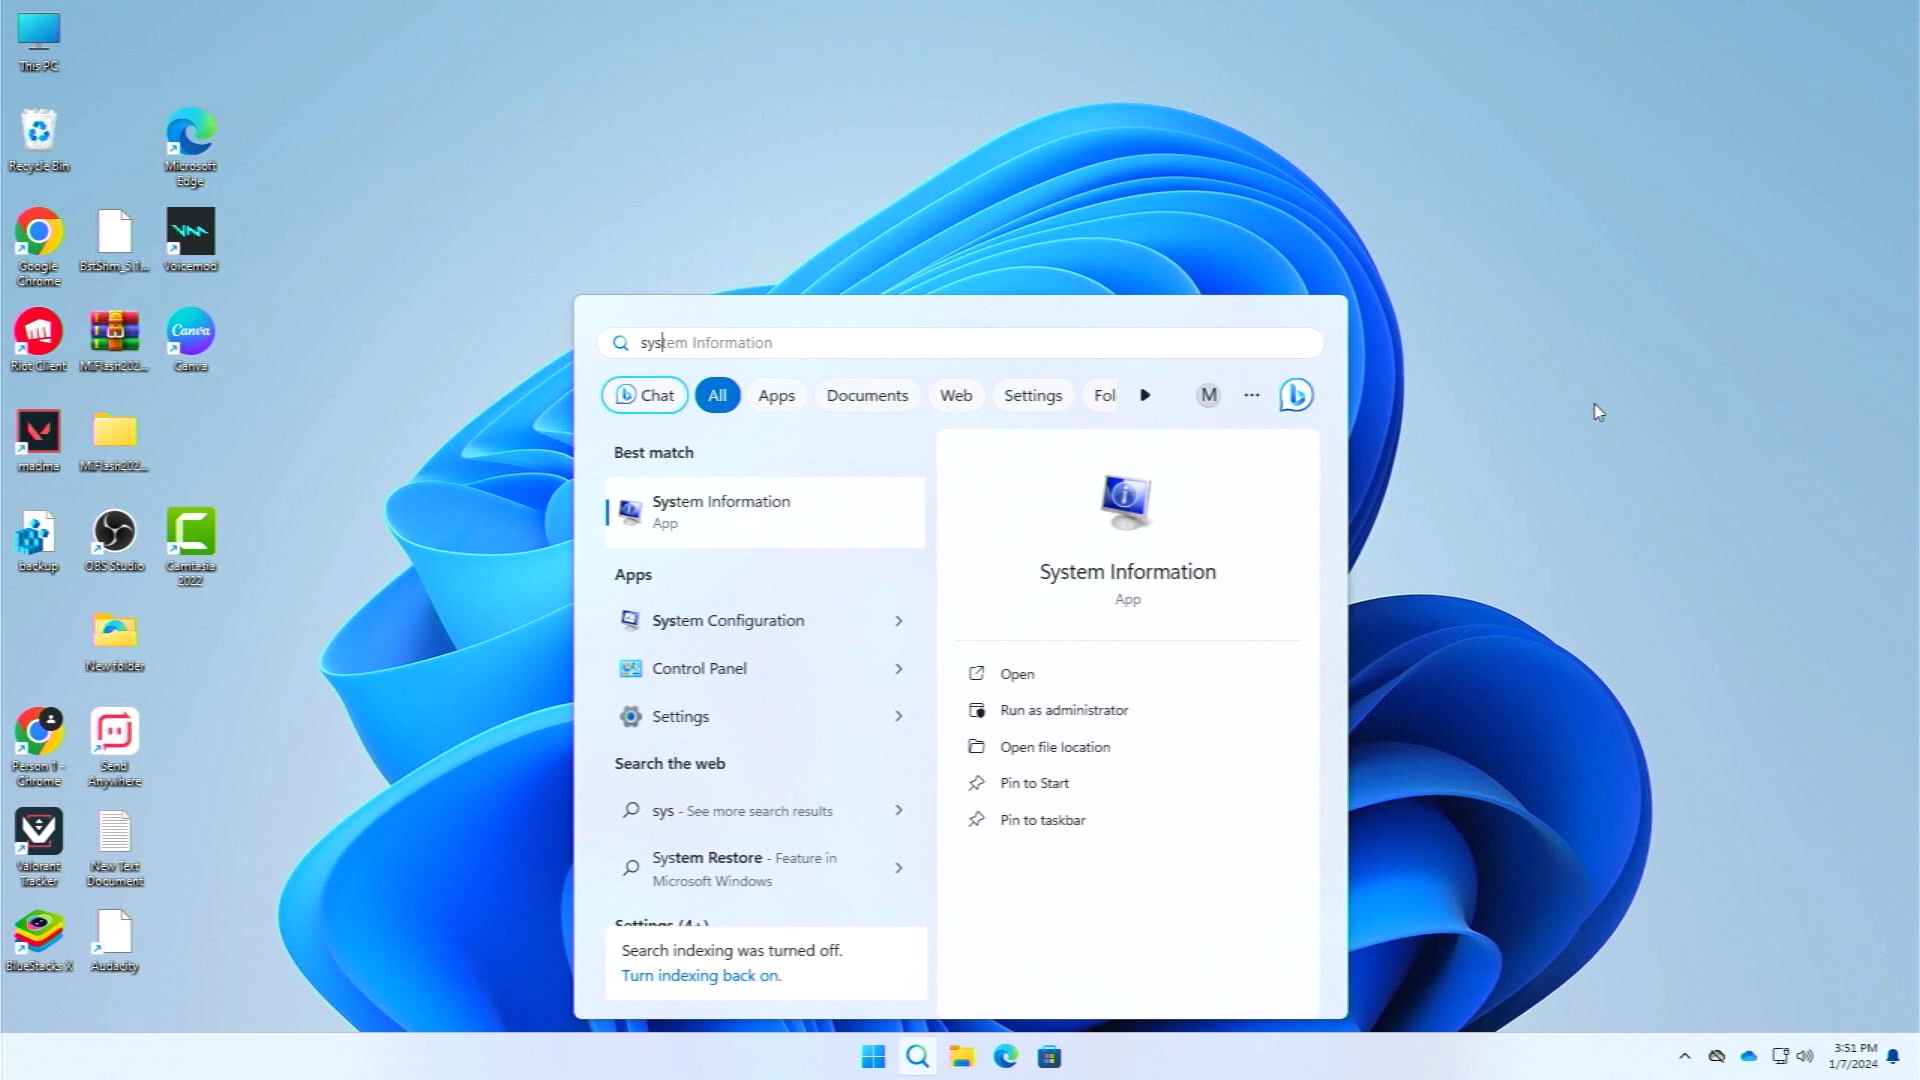 This PC
Recycle Bin
Microsoft
Edge
Google
Chrome
BstShm_5.1...
Voicemod
Riot Client
MiFlash202...
Canva
Canva
madma
MiFlash202...
backup
OBS Studio
Camtasia
2022
New folder
Person 1 -
Chrome
Send
Anywhere
Valorant
Tracker
New Text
Document
BlueStacks X
Audacity
system Information
Chat
All
Apps
Documents
Web
Settings
Fol
M
Best match
System Information
App
Apps
System Configuration
Control Panel
Settings
Search the web
sys - See more search results
System Restore - Feature in
Microsoft Windows
Settings (4+)
Search indexing was turned off.
Turn indexing back on.
System Information
App
Open
Run as administrator
Open file location
Pin to Start
Pin to taskbar
3:51 PM
1/7/2024